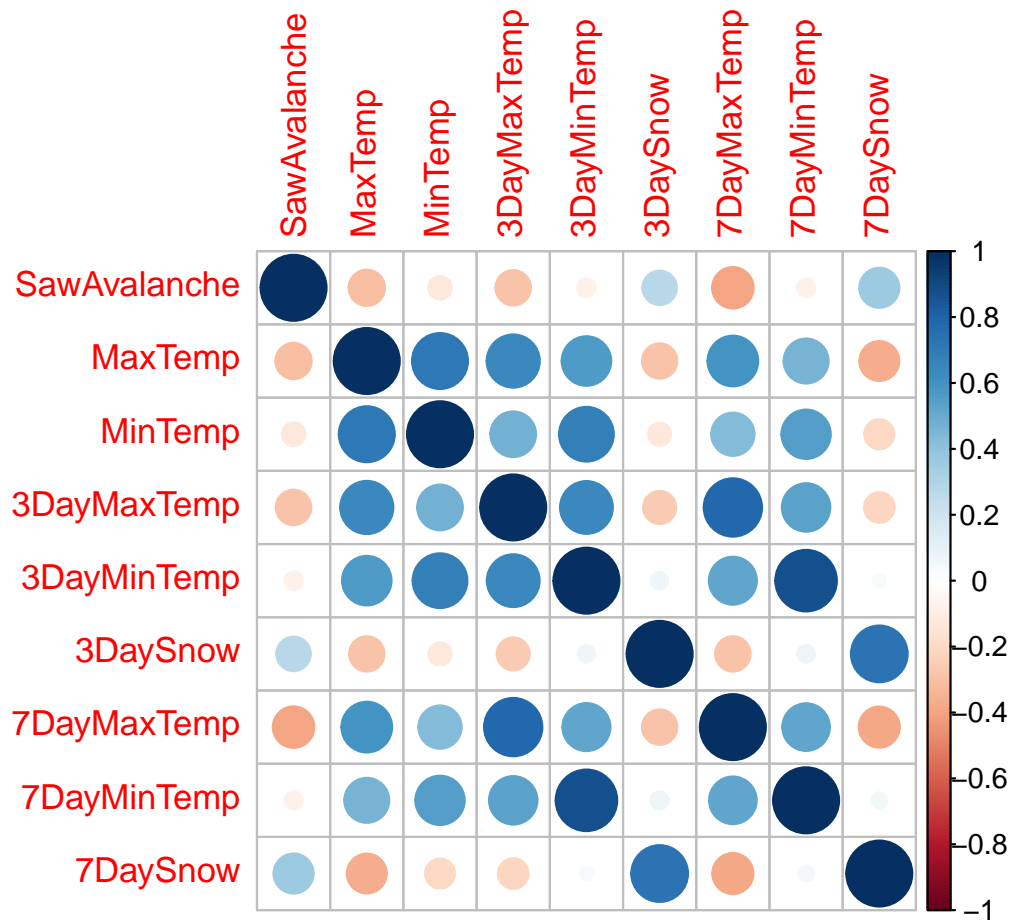 SawAvalanche
MaxTemp
MinTemp
3DayMaxTemp
3DayMinTemp
3DaySnow
7DayMaxTemp
7DayMinTemp
7DaySnow
SawAvalanche
MaxTemp
MinTemp
3DayMaxTemp
3DayMinTemp
3DaySnow
7DayMaxTemp
7DayMinTemp
7DaySnow
1
0.8
0.6
0.4
0.2
0
−0.2
−0.4
−0.6
−0.8
−1